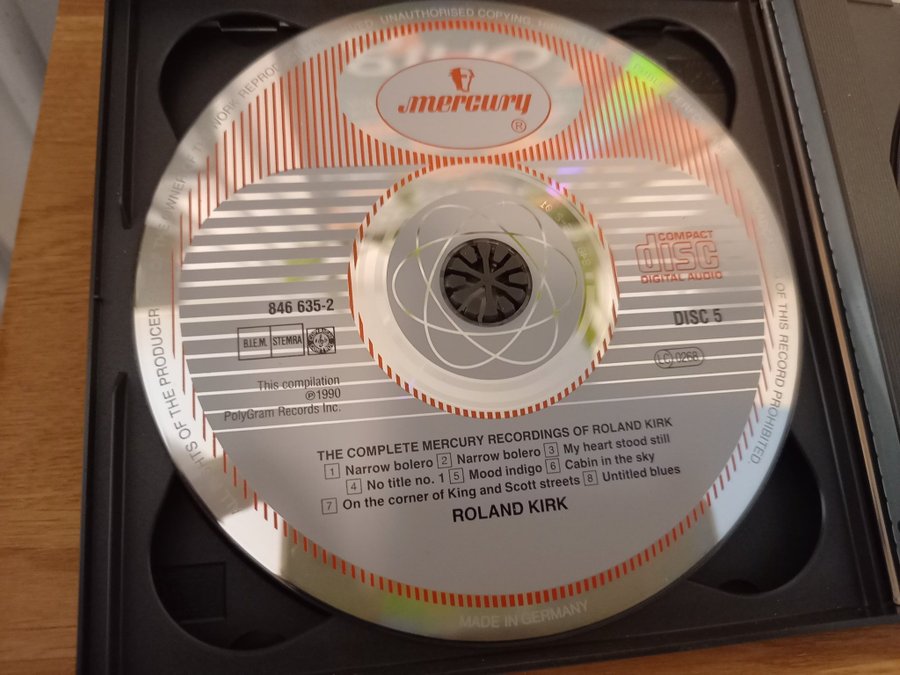 UNAUTHORISED COPYING,
WORK REPRO
OWNER
OF THE PRODUCER
OF THIS RECORD PROHIBITED.
mercury
®
COMPACT
disc
DIGITAL AUDIO
846 635-2
DISC 5
B.I.E.M. STEMRA
LC 0268
This compilation
℗1990
PolyGram Records Inc.
THE COMPLETE MERCURY RECORDINGS OF ROLAND KIRK
1 Narrow bolero 2 Narrow bolero 3 My heart stood still
4 No title no. 1 5 Mood indigo 6 Cabin in the sky
7 On the corner of King and Scott streets 8 Untitled blues
ROLAND KIRK
MADE IN GERMANY